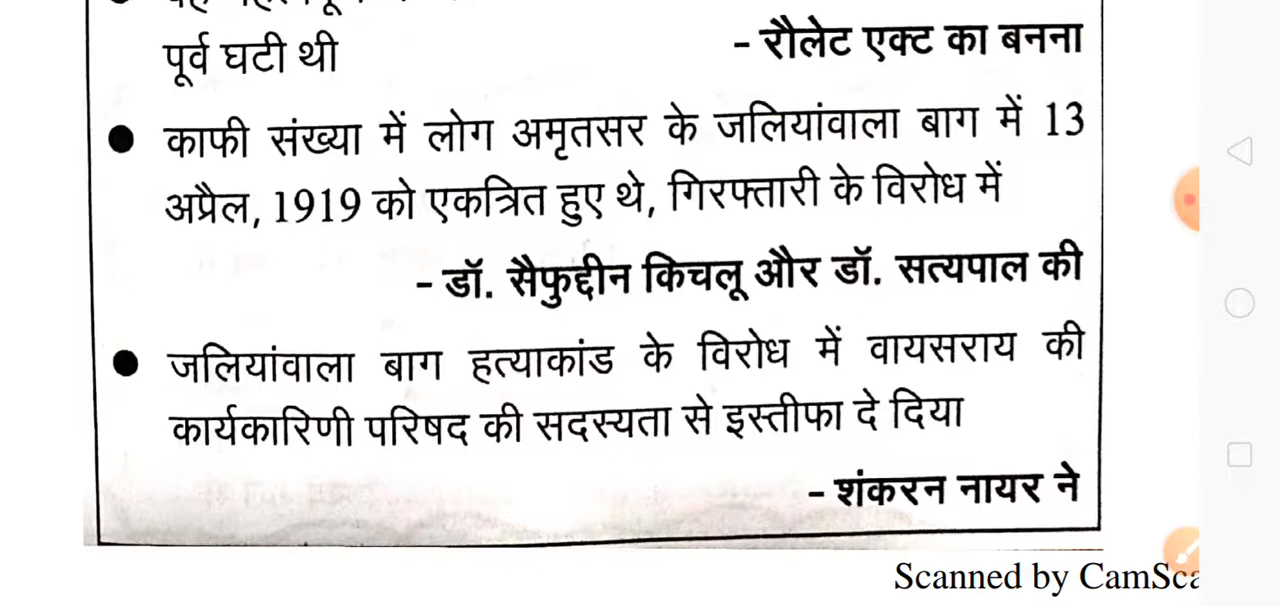 पूर्व घटी थी - रौलेट एक्ट का बनना
● काफी संख्या में लोग अमृतसर के जलियांवाला बाग में 13
अप्रैल, 1919 को एकत्रित हुए थे, गिरफ्तारी के विरोध में
- डॉ. सैफुद्दीन किचलू और डॉ. सत्यपाल की
● जलियांवाला बाग हत्याकांड के विरोध में वायसराय की
कार्यकारिणी परिषद की सदस्यता से इस्तीफा दे दिया
- शंकरन नायर ने
Scanned by CamSca